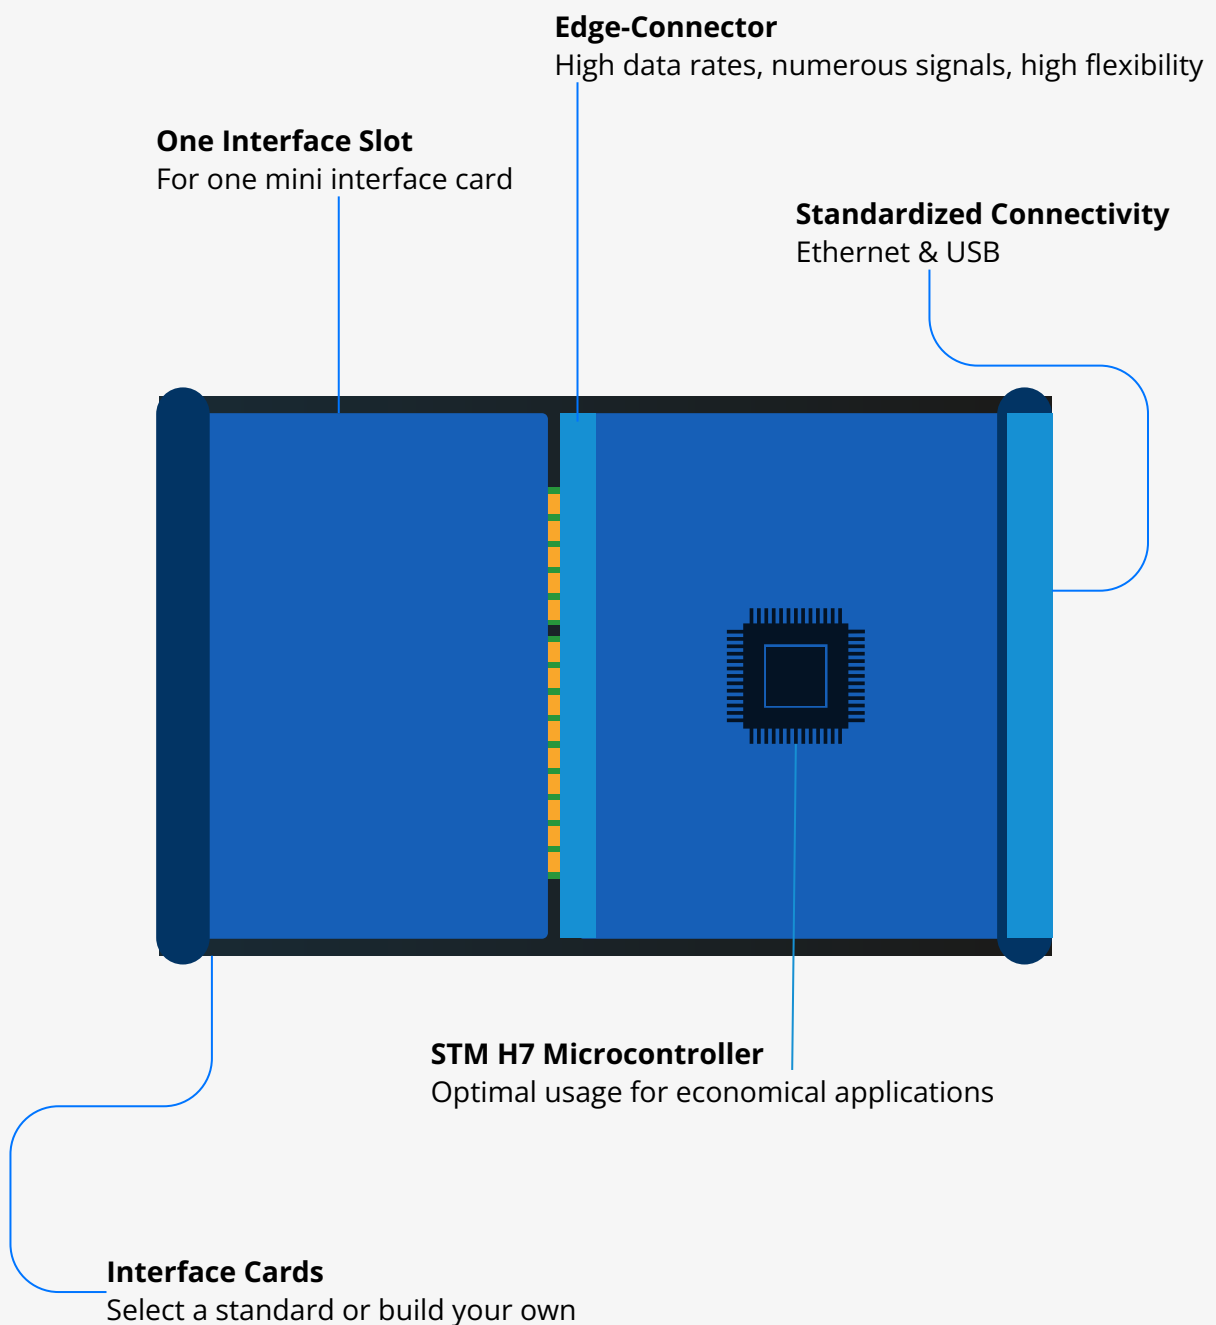 Edge-Connector
High data rates, numerous signals, high flexibility
One Interface Slot
For one mini interface card
Standardized Connectivity
Ethernet & USB
STM H7 Microcontroller
Optimal usage for economical applications
Interface Cards
Select a standard or build your own